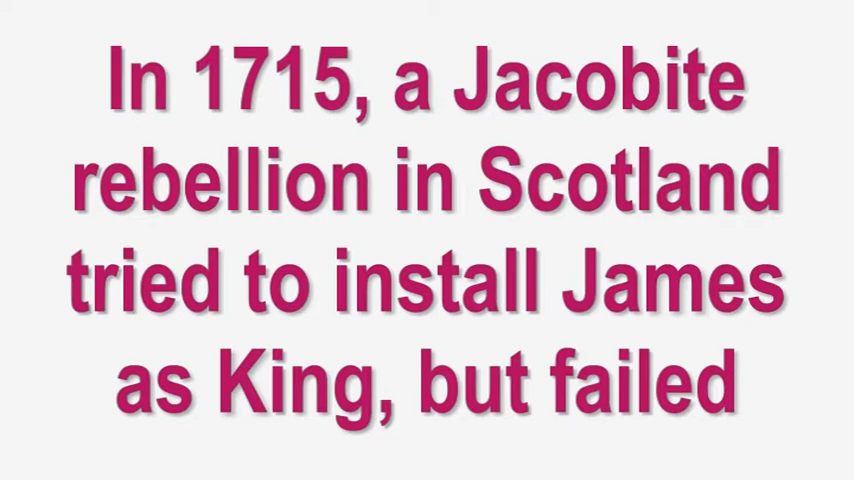 In 1715, a Jacobite
rebellion in Scotland
tried to install James
as King, but failed